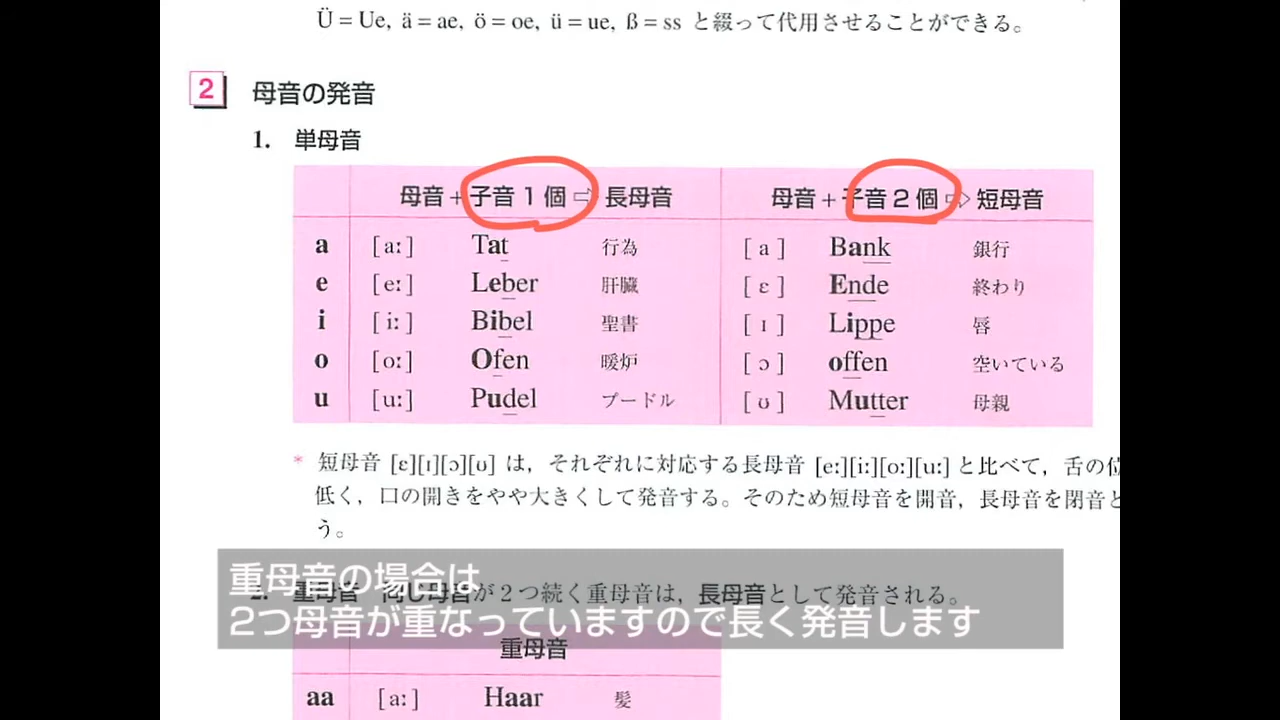 Ü = Ue, ä = ae, ö = oe, ü = ue, ß = ss と綴って代用させることができる。
2 母音の発音
1. 単母音
母音 + 子音 1 個 ⇨ 長母音 母音 + 子音 2 個 ⇨ 短母音
a [aː] Tat 行為 [a] Bank 銀行
e [eː] Leber 肝臓 [ɛ] Ende 終わり
i [iː] Bibel 聖書 [ɪ] Lippe 唇
o [oː] Ofen 暖炉 [ɔ] offen 空いている
u [uː] Pudel プードル [ʊ] Mutter 母親
* 短母音 [ɛ][ɪ][ɔ][ʊ] は，それぞれに対応する長母音 [eː][iː][oː][uː] と比べて，舌の位
低く，口の開きをやや大きくして発音する。そのため短母音を開音，長母音を閉音と
う。
2. 重母音 同じ母音が 2 つ続く重母音は，長母音として発音される。
重母音の場合は
2つ母音が重なっていますので長く発音します
重母音
aa [aː] Haar 髪